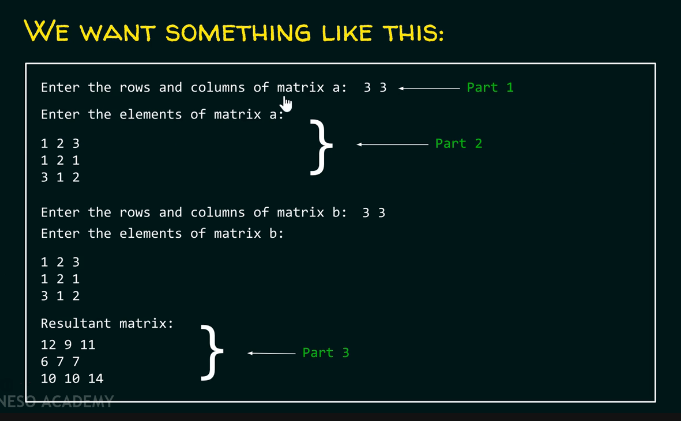 WE WANT SOMETHING LIKE THIS:
Enter the rows and columns of matrix a: 3 3 Part 1
Enter the elements of matrix a:
1 2 3
1 2 1
3 1 2
} Part 2
Enter the rows and columns of matrix b: 3 3
Enter the elements of matrix b:
1 2 3
1 2 1
3 1 2
Resultant matrix:
12 9 11
6 7 7
10 10 14
} Part 3
NESO ACADEMY